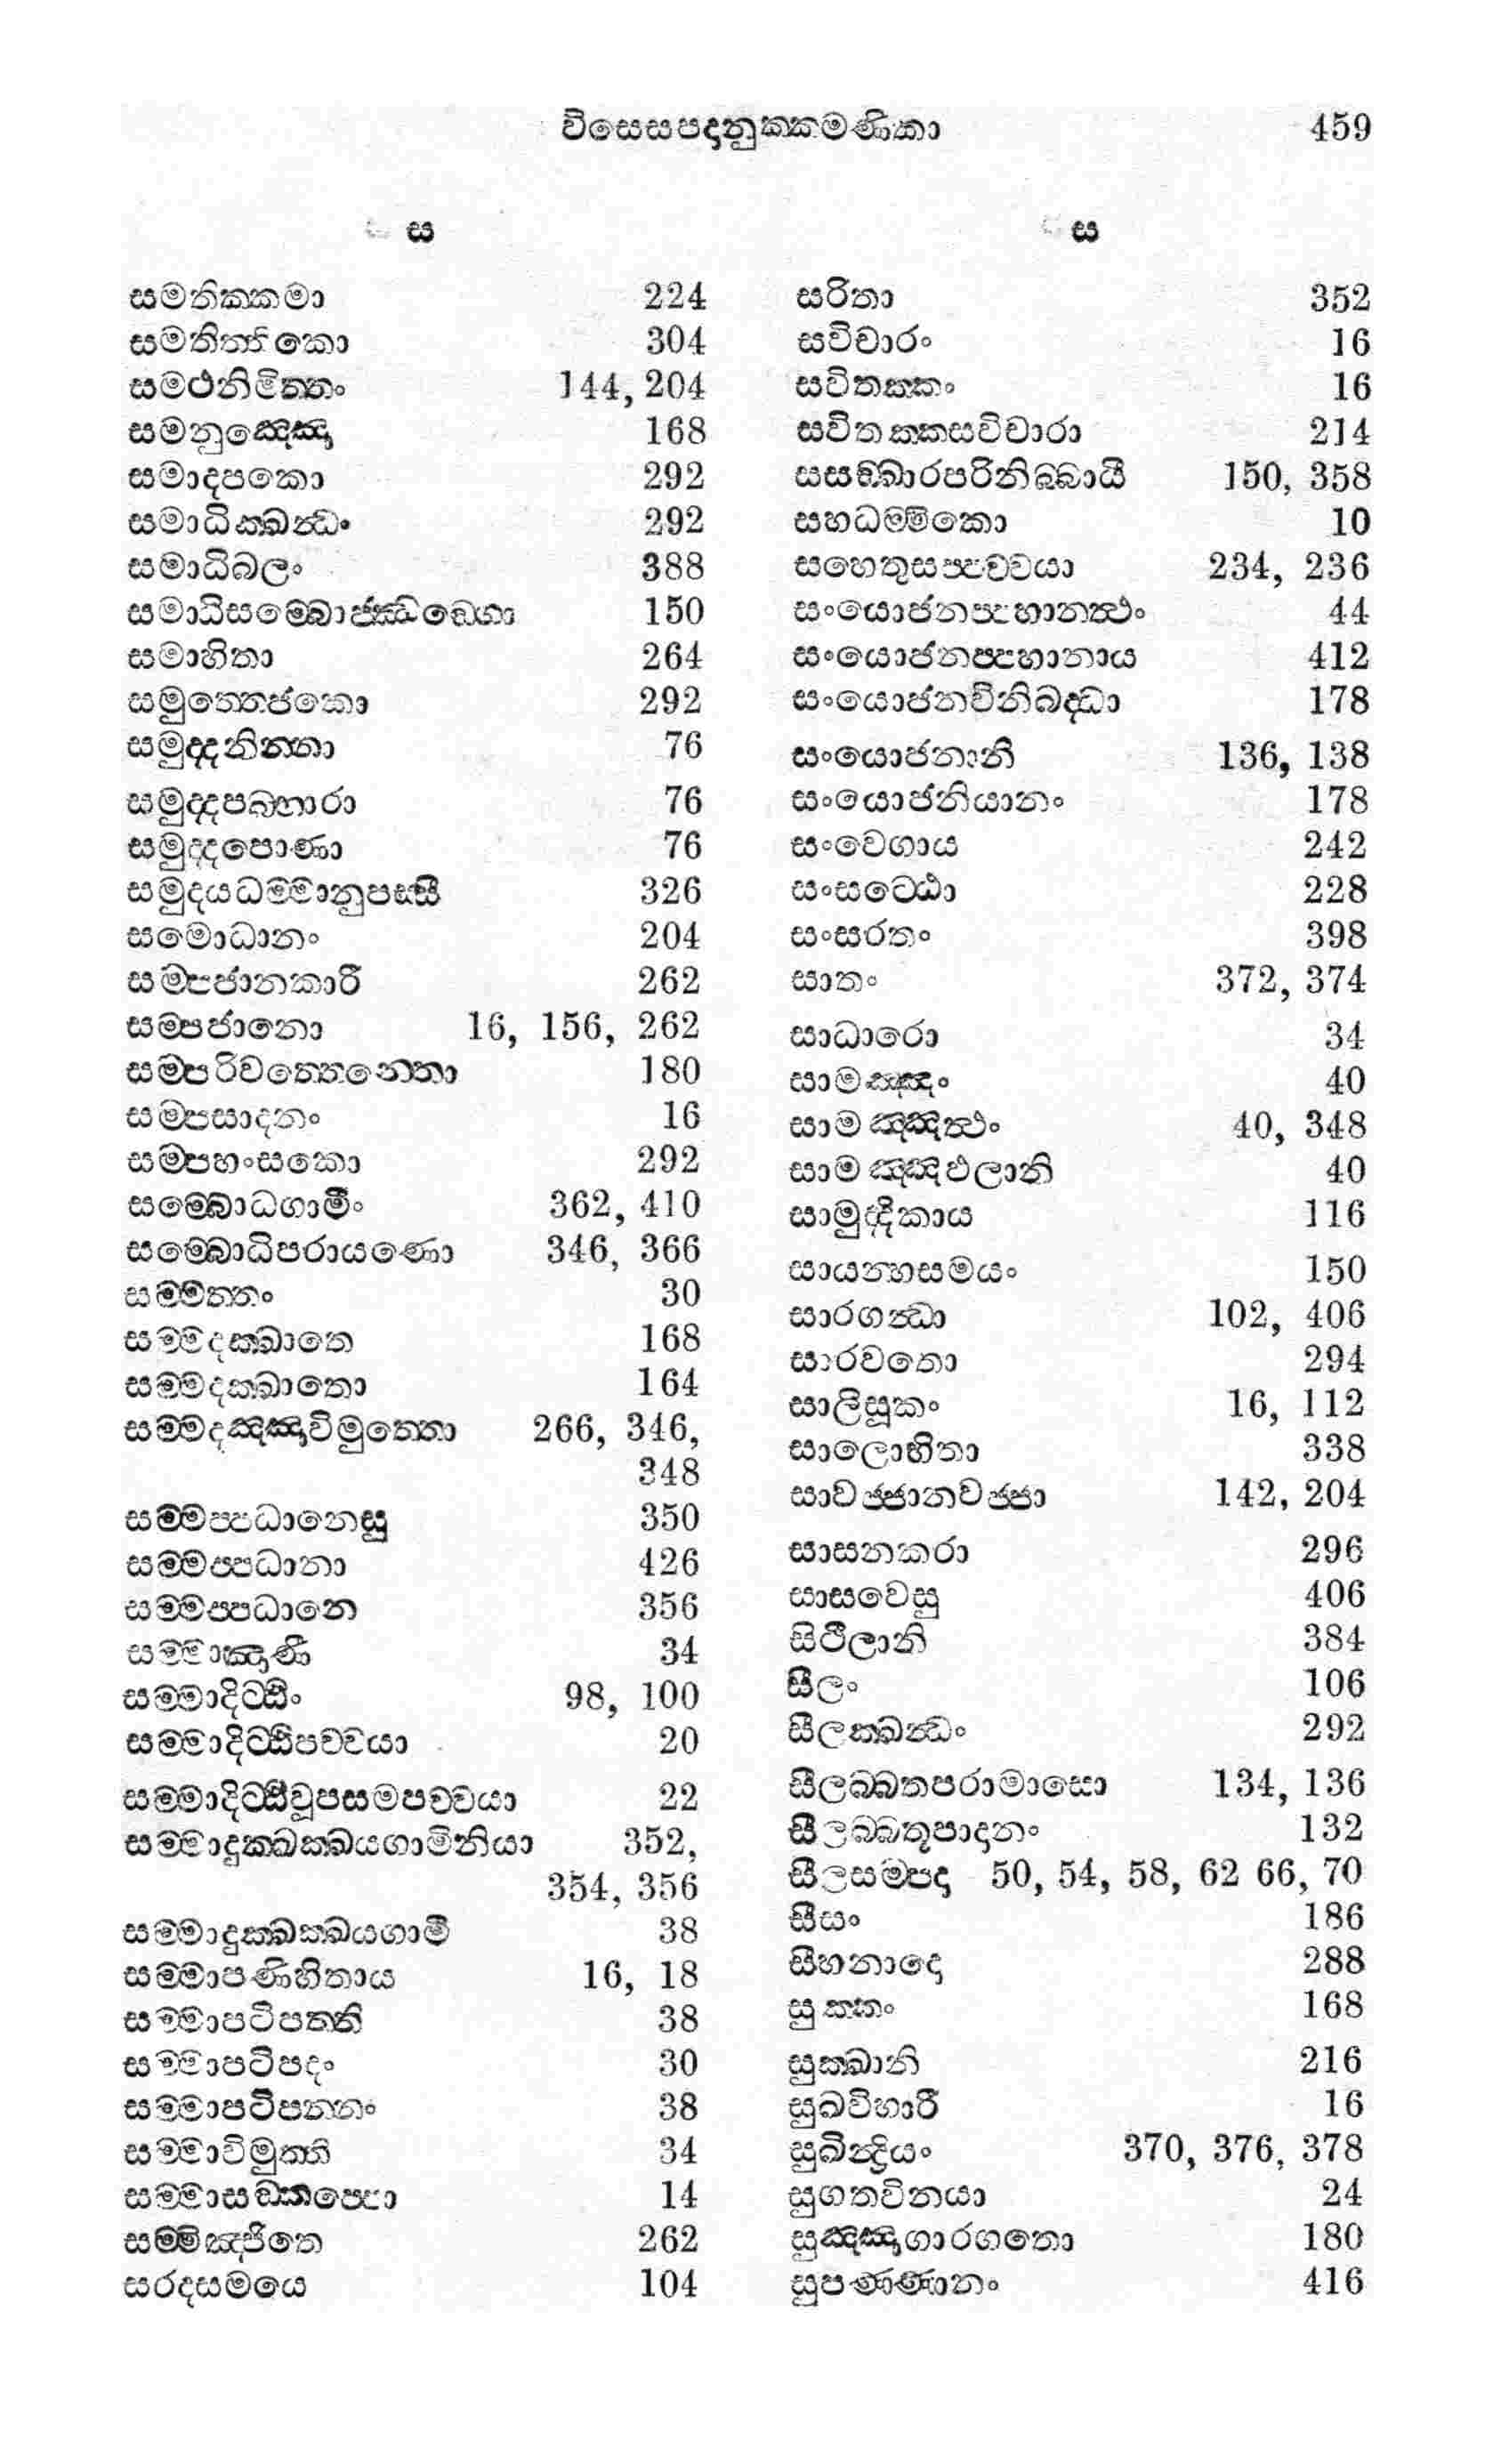 විසෙසපදානුක්කමණිකා 459
ස
සමතික්කමා 224
සමතිත්තිකො 304
සමථනිමිත්තං 144, 204
සමනුඤ්ඤො 168
සමාදපකො 292
සමාධික්ඛන්ධං 292
සමාධිබලං 388
සමාධිසම්බොජ්ඣඞ්ගො 150
සමාහිතා 264
සමුත්තෙජකො 292
සමුද්දනින්නා 76
සමුද්දපබ්භාරා 76
සමුද්දපොණා 76
සමුදයධම්මානුපස්සී 326
සමොධානං 204
සම්පජානකාරී 262
සම්පජානො 16, 156, 262
සම්පරිවත්තෙන්තො 180
සම්පසාදනං 16
සම්පහංසකො 292
සම්බොධගාමීං 362, 410
සම්බොධිපරායණො 346, 366
සම්මත්තං 30
සම්මදක්ඛාතෙ 168
සම්මදක්ඛාතො 164
සම්මදඤ්ඤාවිමුත්තො 266, 346,
348
සම්මප්පධානෙසු 350
සම්මප්පධානා 426
සම්මප්පධානෙ 356
සම්මාඤාණී 34
සම්මාදිට්ඨිං 98, 100
සම්මාදිට්ඨිපච්චයා 20
සම්මාදිට්ඨිවූපසමපච්චයා 22
සම්මාදුක්ඛක්ඛයගාමිනියා 352,
354, 356
සම්මාදුක්ඛක්ඛයගාමී 38
සම්මාපණිහිතාය 16, 18
සම්මාපටිපත්ති 38
සම්මාපටිපදං 30
සම්මාපටිපන්නං 38
සම්මාවිමුත්ති 34
සම්මාසඞ්කප්පො 14
සම්මිඤ්ජිතෙ 262
සරදසමයෙ 104
ස
සරිතා 352
සවිචාරං 16
සවිතක්කං 16
සවිතක්කසවිචාරා 214
සසඞ්ඛාරපරිනිබ්බායී 150, 358
සහධම්මිකො 10
සහෙතුසප්පච්චයා 234, 236
සංයොජනප්පහානත්ථං 44
සංයොජනප්පහානාය 412
සංයොජනවිනිබද්ධා 178
සංයොජනානි 136, 138
සංයොජනියානං 178
සංවෙගාය 242
සංසට්ඨො 228
සංසරතං 398
සාතං 372, 374
සාධාරො 34
සාමඤ්ඤං 40
සාමඤ්ඤත්ථං 40, 348
සාමඤ්ඤඵලානි 40
සාමුද්දිකාය 116
සායන්හසමයං 150
සාරගන්ධා 102, 406
සාරවතො 294
සාලිසූකං 16, 112
සාලොහිතා 338
සාවජ්ජානවජ්ජා 142, 204
සාසනකරා 296
සාසවෙසු 406
සිථිලානි 384
සීලං 106
සීලක්ඛන්ධං 292
සීලබ්බතපරාමාසො 134, 136
සීලබ්බතූපාදානං 132
සීලසම්පදා 50, 54, 58, 62 66, 70
සීසං 186
සීහනාදො 288
සුක්කං 168
සුක්ඛානි 216
සුඛවිහාරී 16
සුඛින්ද්‍රියං 370, 376, 378
සුගතවිනයා 24
සුඤ්ඤාගාරගතො 180
සුපණ්ණානං 416